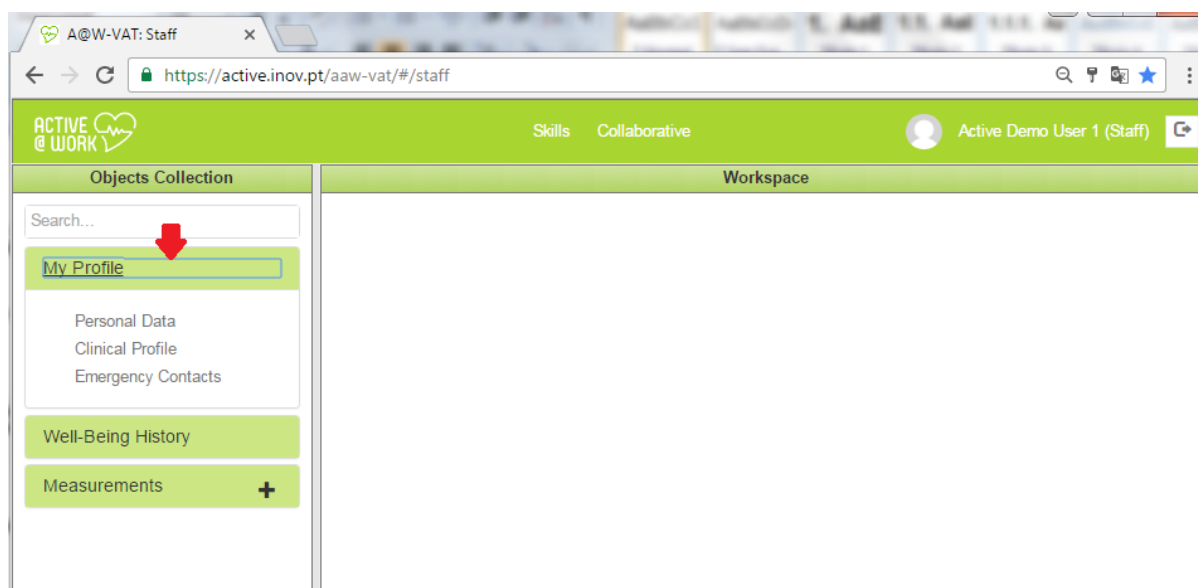 A@W-VAT: Staff
https://active.inov.pt/aaw-vat/#/staff
ACTIVE
@ WORK
Skills Collaborative Active Demo User 1 (Staff)
Objects Collection Workspace
Search...
My Profile
Personal Data
Clinical Profile
Emergency Contacts
Well-Being History
Measurements +